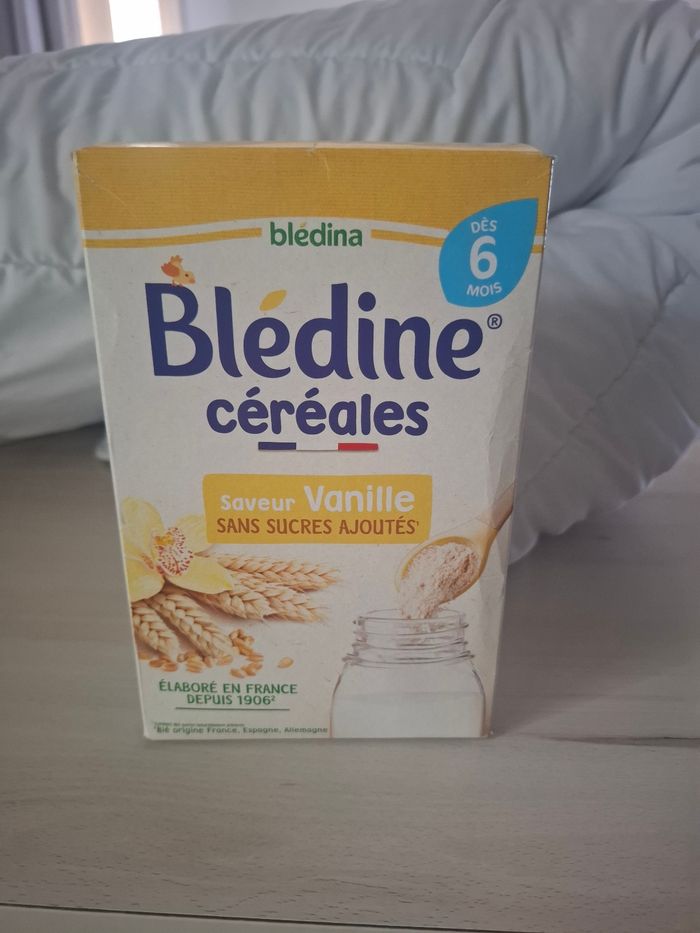 blédina
DÈS
6
MOIS
Blédine®
céréales
Saveur Vanille
SANS SUCRES AJOUTÉS¹
ÉLABORÉ EN FRANCE
DEPUIS 1906²
²Blé origine France, Espagne, Allemagne